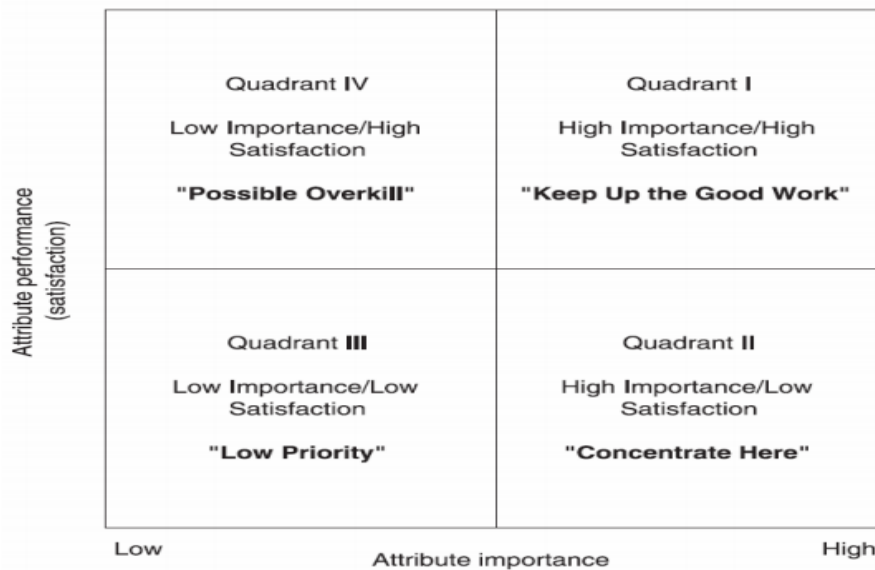 Quadrant IV
Low Importance/High
Satisfaction
"Possible Overkill"
Quadrant I
High Importance/High
Satisfaction
"Keep Up the Good Work"
Attribute performance
(satisfaction)
Quadrant III
Low Importance/Low
Satisfaction
"Low Priority"
Quadrant II
High Importance/Low
Satisfaction
"Concentrate Here"
Low
Attribute importance
High